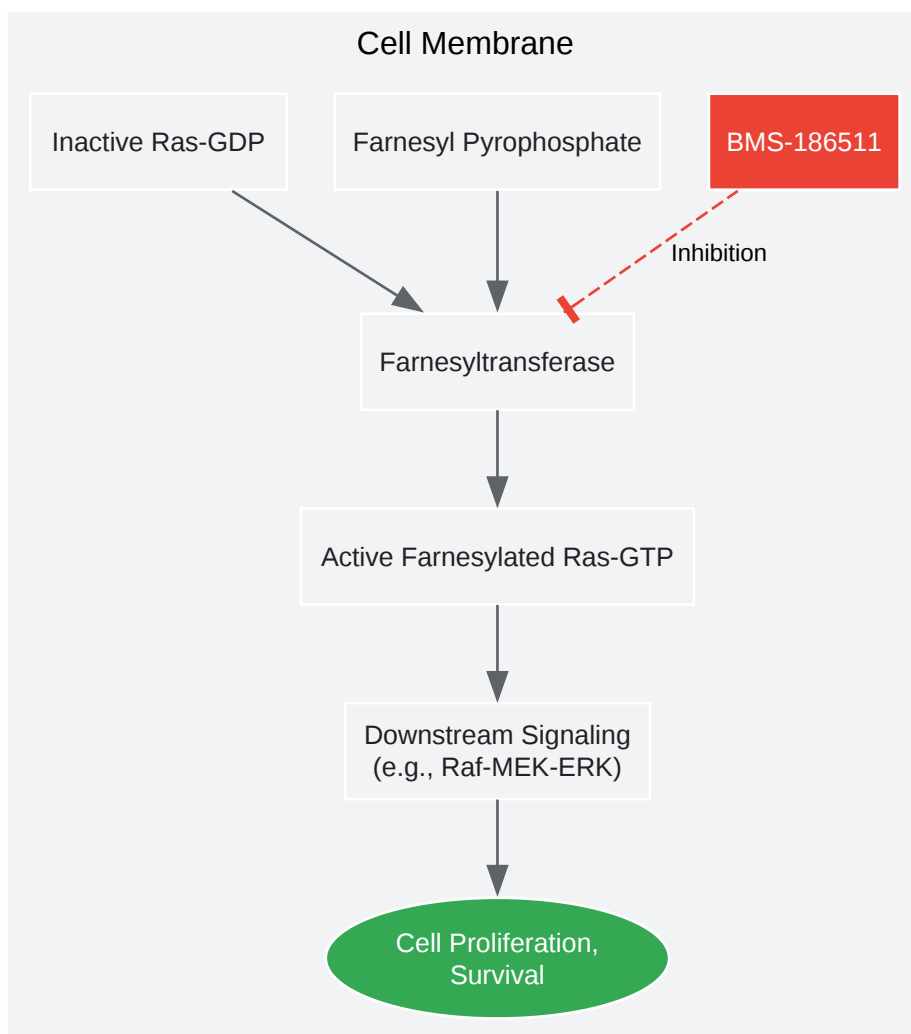 Cell Membrane
Inactive Ras-GDP
Farnesyl Pyrophosphate
BMS-186511
Inhibition
Farnesyltransferase
Active Farnesylated Ras-GTP
Downstream Signaling
(e.g., Raf-MEK-ERK)
Cell Proliferation,
Survival